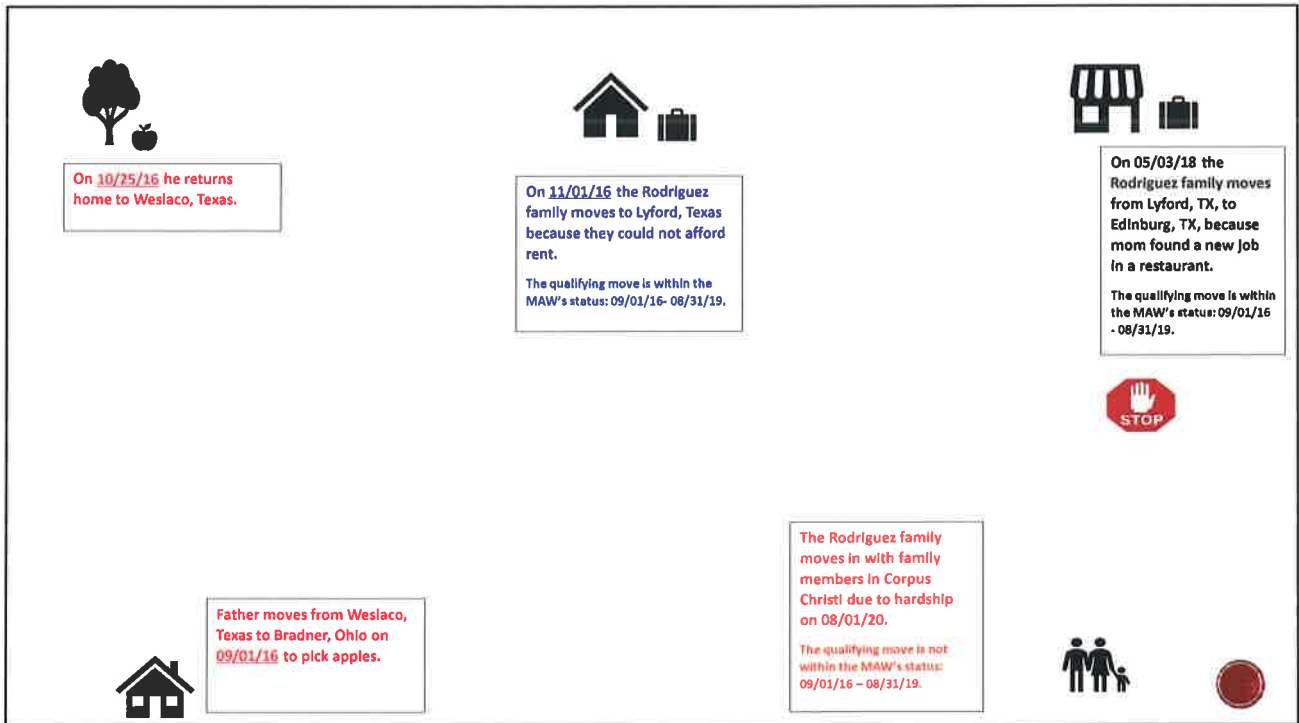 On 10/25/16 he returns
home to Weslaco, Texas.
On 11/01/16 the Rodriguez
family moves to Lyford, Texas
because they could not afford
rent.
The qualifying move is within the
MAW's status: 09/01/16- 08/31/19.
On 05/03/18 the
Rodriguez family moves
from Lyford, TX, to
Edinburg, TX, because
mom found a new job
in a restaurant.
The qualifying move is within
the MAW's status: 09/01/16
- 08/31/19.
STOP
Father moves from Weslaco,
Texas to Bradner, Ohio on
09/01/16 to pick apples.
The Rodriguez family
moves in with family
members in Corpus
Christi due to hardship
on 08/01/20.
The qualifying move is not
within the MAW's status:
09/01/16 – 08/31/19.